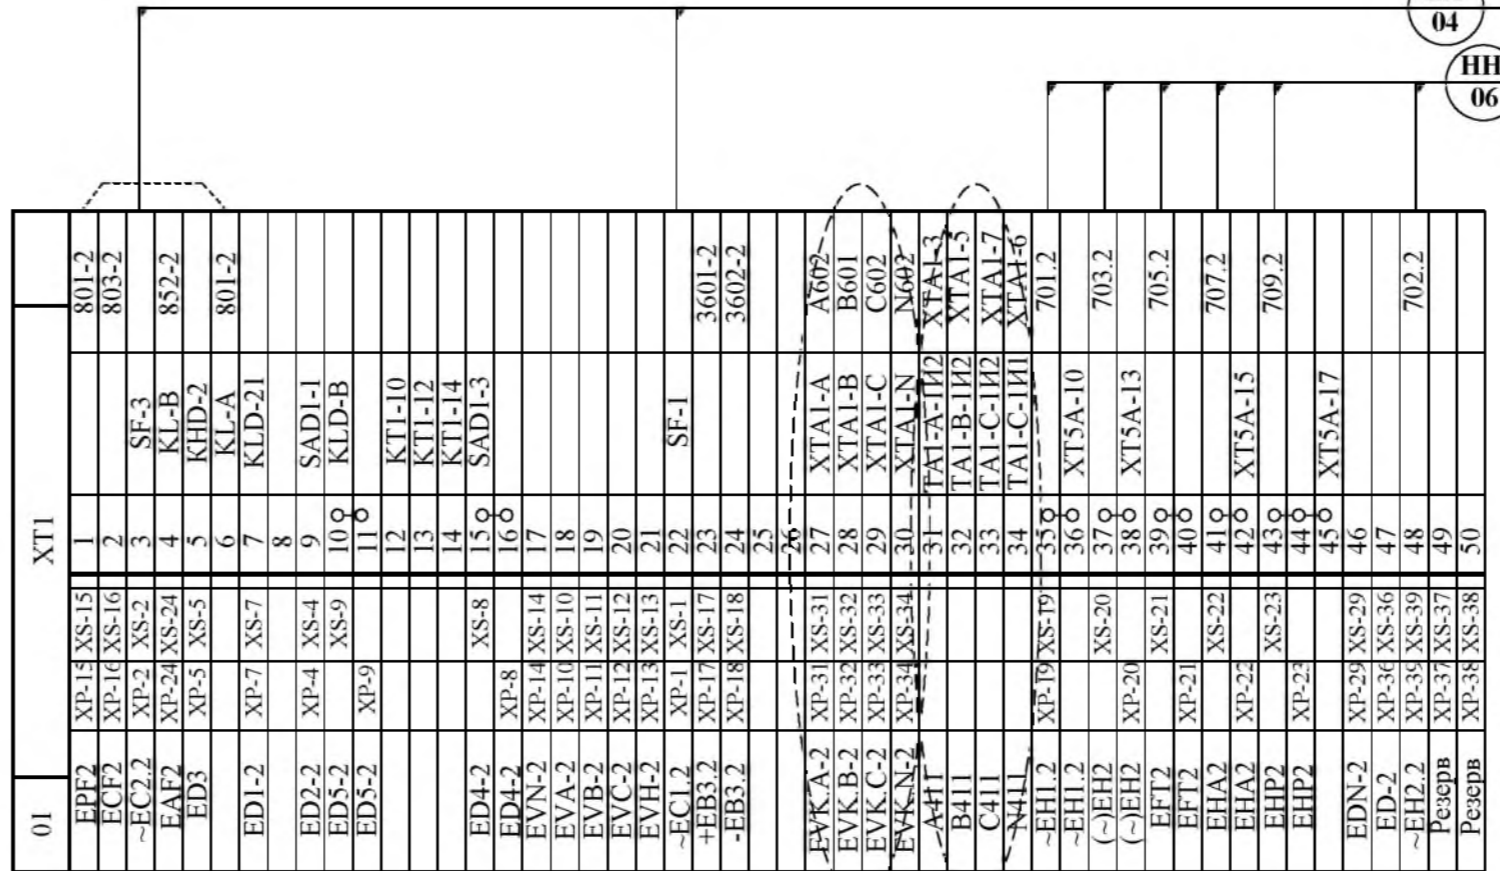 04
НН
06
01 XT1
EPF2 XP-15 XS-15 1 801-2
ECF2 XP-16 XS-16 2 803-2
~EC2.2 XP-2 XS-2 3 SF-3
EAF2 XP-24 XS-24 4 KL-B 852-2
ED3 XP-5 XS-5 5 KHD-2
6 KL-A 801-2
ED1-2 XP-7 XS-7 7 KLD-21
8
ED2-2 XP-4 XS-4 9 SAD1-1
ED5-2 XS-9 10 KLD-B
ED5-2 XP-9 11
12 KT1-10
13 KT1-12
14 KT1-14
ED4-2 XS-8 15 SAD1-3
ED4-2 XP-8 16
EVN-2 XP-14 XS-14 17
EVA-2 XP-10 XS-10 18
EVB-2 XP-11 XS-11 19
EVC-2 XP-12 XS-12 20
EVH-2 XP-13 XS-13 21
~EC1.2 XP-1 XS-1 22 SF-1
+EB3.2 XP-17 XS-17 23 3601-2
-EB3.2 XP-18 XS-18 24 3602-2
25
26
EVK.A-2 XP-31 XS-31 27 XTA1-A A602
EVK.B-2 XP-32 XS-32 28 XTA1-B B601
EVK.C-2 XP-33 XS-33 29 XTA1-C C602
EVK.N-2 XP-34 XS-34 30 XTA1-N N602
A411 31 TA1-A-1И2 XTA1-3
B411 32 TA1-B-1И2 XTA1-5
C411 33 TA1-C-1И2 XTA1-7
N411 34 TA1-C-1И1 XTA1-6
~EH1.2 XP-19 XS-19 35 701.2
~EH1.2 36 XT5A-10
(~)EH2 XS-20 37 703.2
(~)EH2 XP-20 38 XT5A-13
EFT2 XS-21 39 705.2
EFT2 XP-21 40
EHA2 XS-22 41 707.2
EHA2 XP-22 42 XT5A-15
EHP2 XS-23 43 709.2
EHP2 XP-23 44
45 XT5A-17
EDN-2 XP-29 XS-29 46
ED-2 XP-36 XS-36 47
~EH2.2 XP-39 XS-39 48 702.2
Резерв XP-37 XS-37 49
Резерв XP-38 XS-38 50